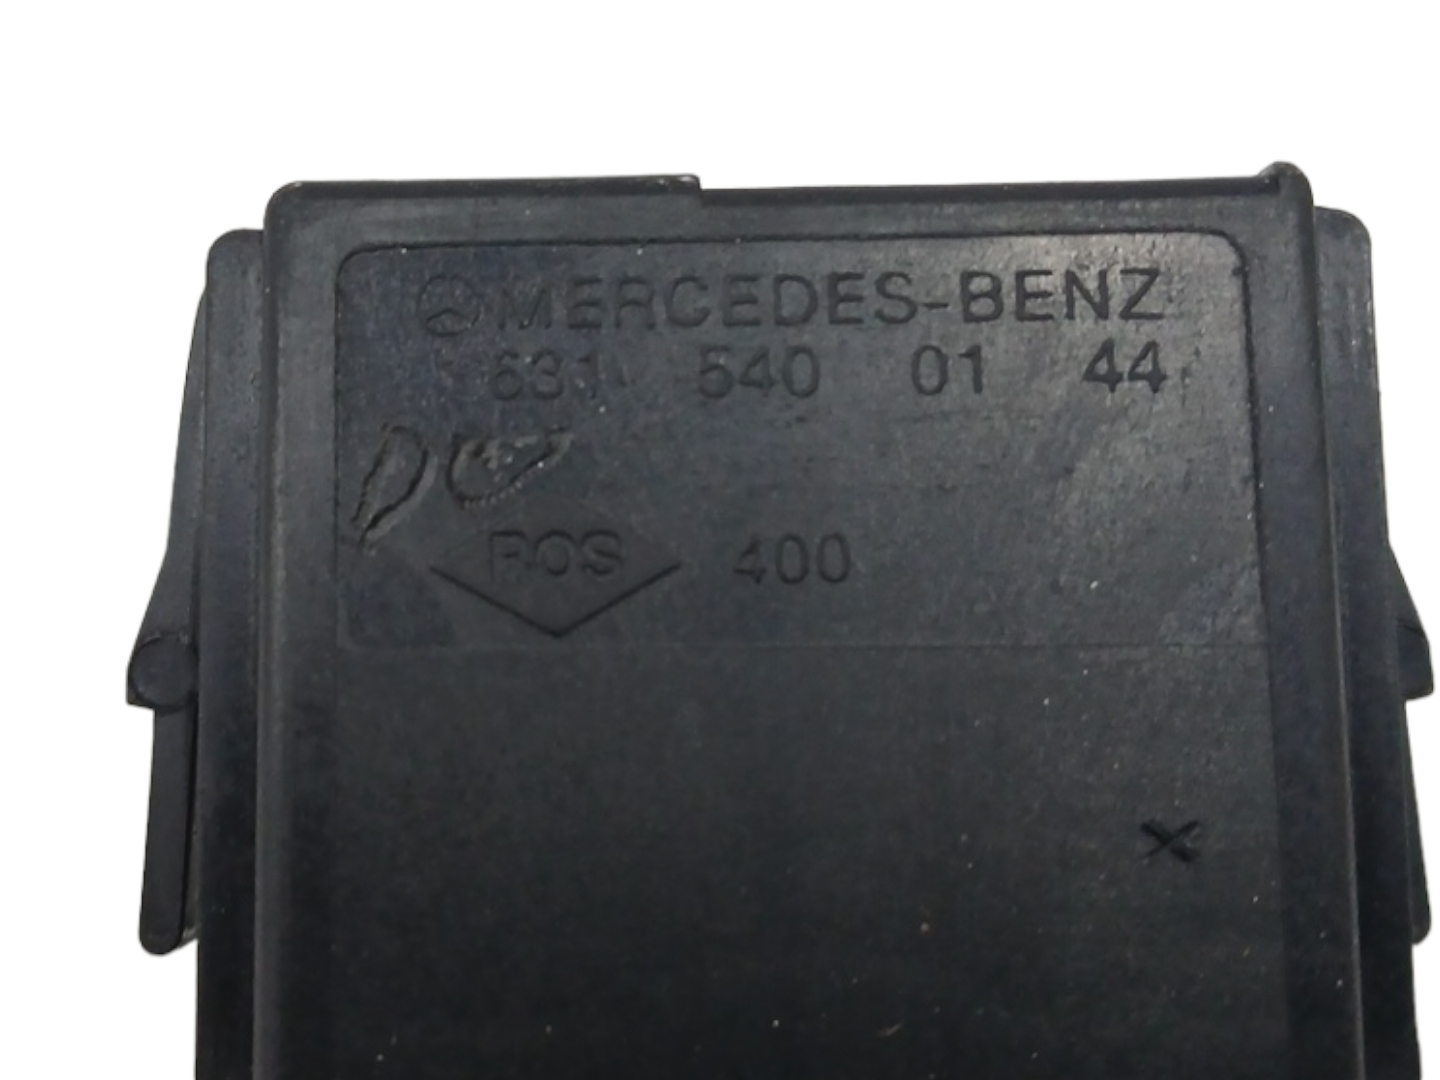 MERCEDES-BENZ
631 540 01 44
ROS 400